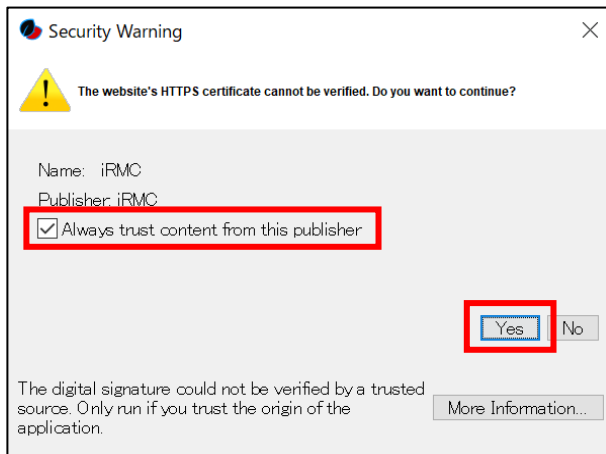 Security Warning
The website's HTTPS certificate cannot be verified. Do you want to continue?
Name: iRMC
Publisher: iRMC
Always trust content from this publisher
Yes No
The digital signature could not be verified by a trusted
source. Only run if you trust the origin of the
application.
More Information...